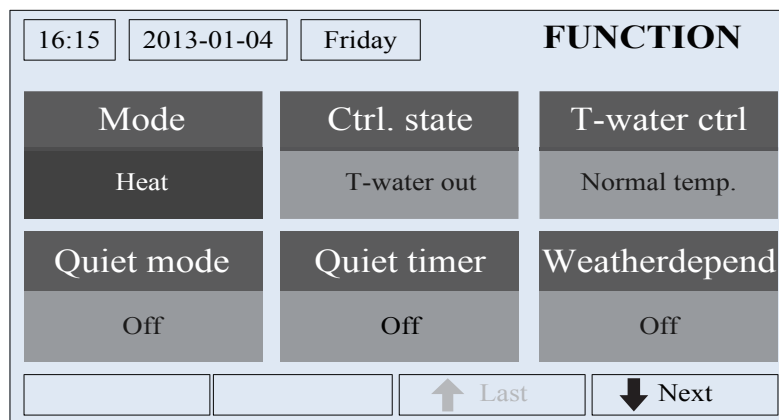 16:15 2013-01-04 Friday FUNCTION
Mode Ctrl. state T-water ctrl
Heat T-water out Normal temp.
Quiet mode Quiet timer Weatherdepend
Off Off Off
Last Next